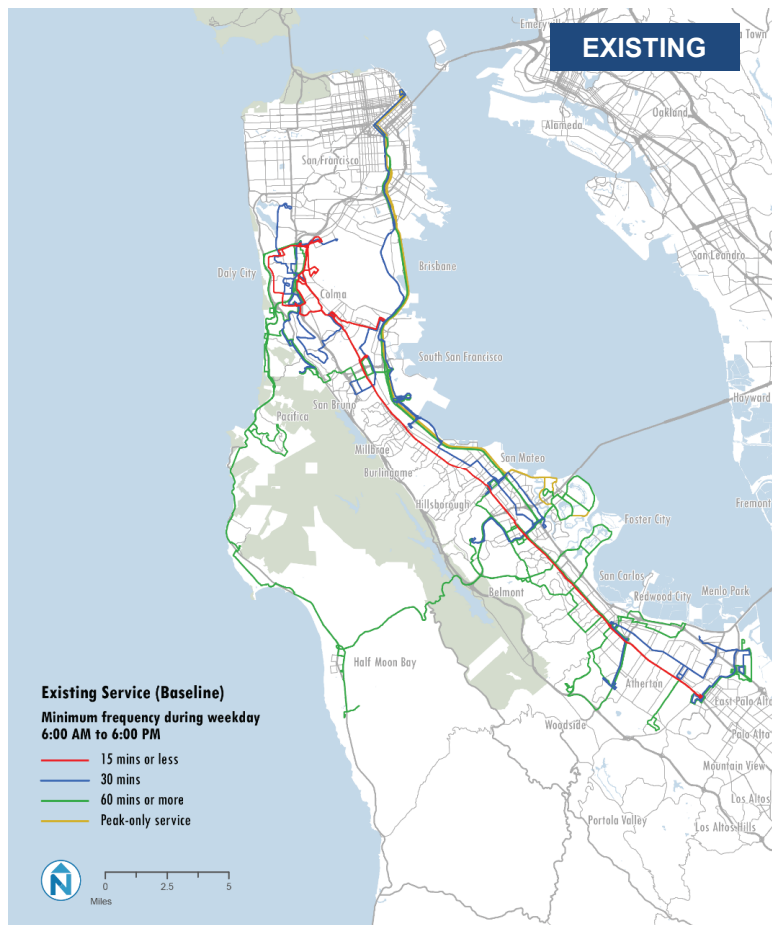 EXISTING
Emeryvill
a Town
Oakland
Alameda
San Francisco
San Leandro
Daly City
Brisbane
Colma
South San Francisco
Hayward
Pacifica
San Bruno
Millbrae
San Mateo
Burlingame
Hillsborough
Fremont
Foster City
San Carlos
Belmont
Redwood City
Menlo Park
Half Moon Bay
Atherton
East Palo Alto
Woodside
Palo Alto
Mountain View
Los Altos
Portola Valley
Los Altos Hills
Existing Service (Baseline)
Minimum frequency during weekday
6:00 AM to 6:00 PM
15 mins or less
30 mins
60 mins or more
Peak-only service
N
0 2.5 5
Miles